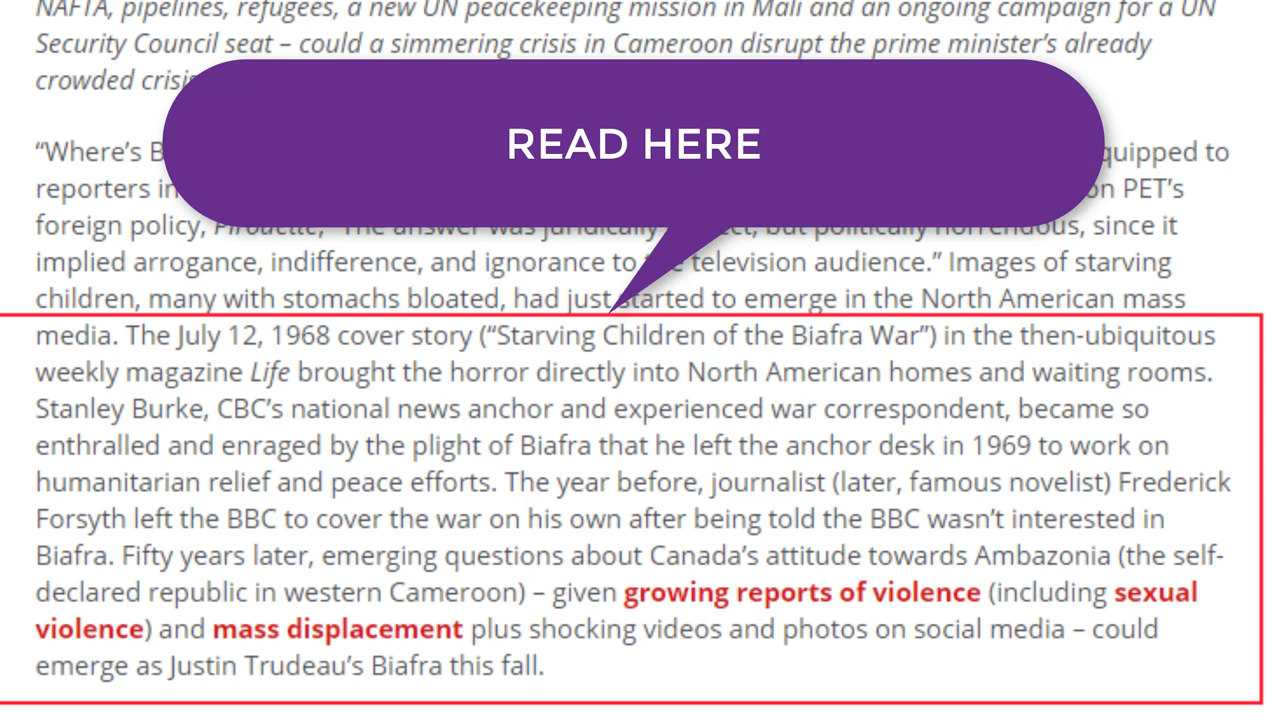 NAFTA, pipelines, refugees, a new UN peacekeeping mission in Mali and an ongoing campaign for a UN
Security Council seat – could a simmering crisis in Cameroon disrupt the prime minister’s already
crowded
READ HERE
“Where’s
quipped to
reporters
on PET’s
foreign policy, Pirouette, “The answer was juridically but politically horrendous, since it
implied arrogance, indifference, and ignorance to television audience.” Images of starving
children, many with stomachs bloated, had just started to emerge in the North American mass
media. The July 12, 1968 cover story (“Starving Children of the Biafra War”) in the then-ubiquitous
weekly magazine Life brought the horror directly into North American homes and waiting rooms.
Stanley Burke, CBC’s national news anchor and experienced war correspondent, became so
enthralled and enraged by the plight of Biafra that he left the anchor desk in 1969 to work on
humanitarian relief and peace efforts. The year before, journalist (later, famous novelist) Frederick
Forsyth left the BBC to cover the war on his own after being told the BBC wasn’t interested in
Biafra. Fifty years later, emerging questions about Canada’s attitude towards Ambazonia (the self-
declared republic in western Cameroon) – given growing reports of violence (including sexual
violence) and mass displacement plus shocking videos and photos on social media – could
emerge as Justin Trudeau’s Biafra this fall.